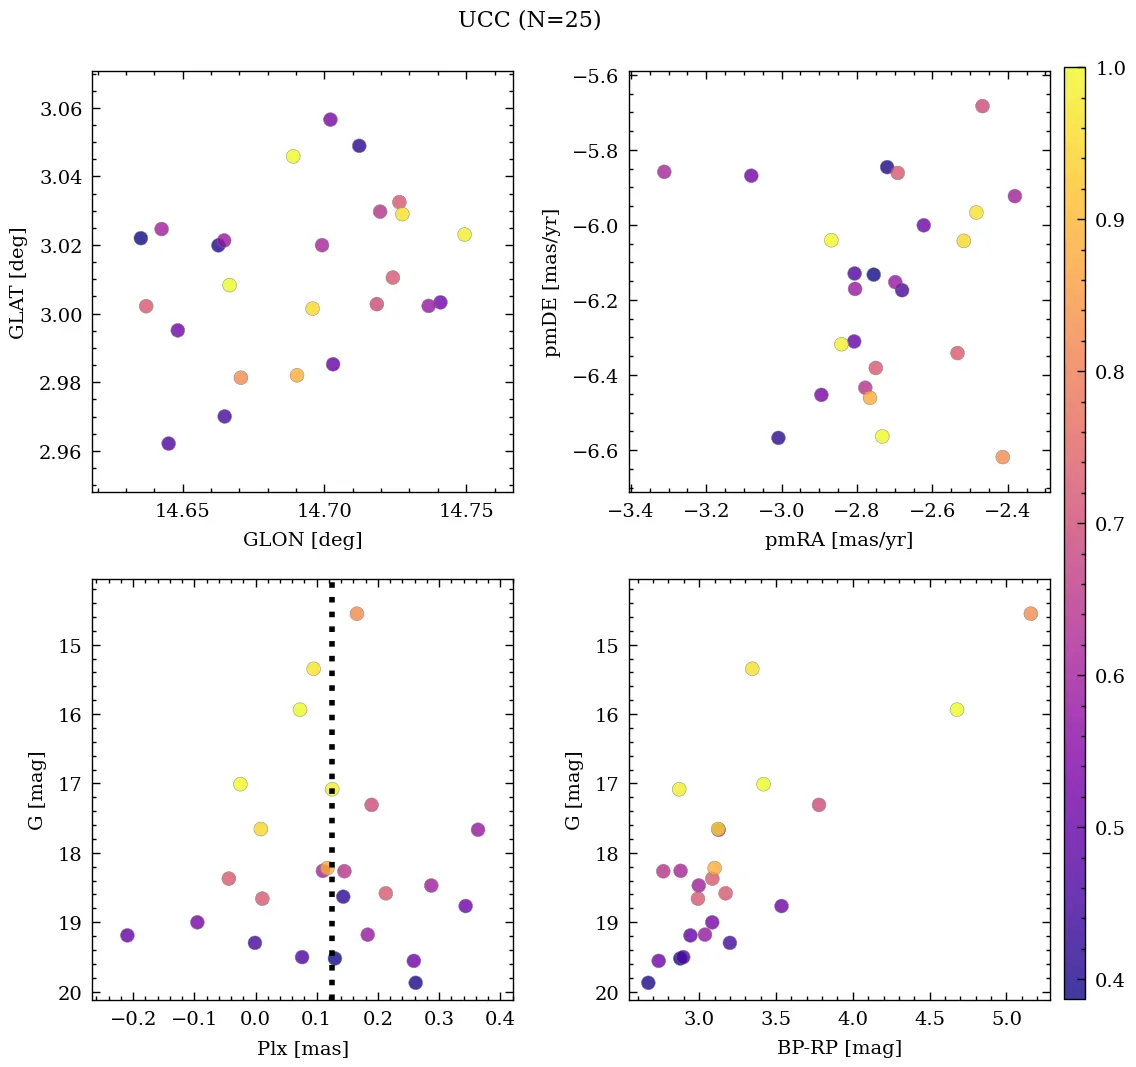 UCC (N=25)
3.06
3.04
3.02
3.00
2.98
2.96
GLAT [deg]
14.65 14.70 14.75
GLON [deg]
−5.6
−5.8
−6.0
−6.2
−6.4
−6.6
pmDE [mas/yr]
−3.4 −3.2 −3.0 −2.8 −2.6 −2.4
pmRA [mas/yr]
15
16
17
18
19
20
G [mag]
−0.2 −0.1 0.0 0.1 0.2 0.3 0.4
Plx [mas]
15
16
17
18
19
20
G [mag]
3.0 3.5 4.0 4.5 5.0
BP-RP [mag]
1.0
0.9
0.8
0.7
0.6
0.5
0.4